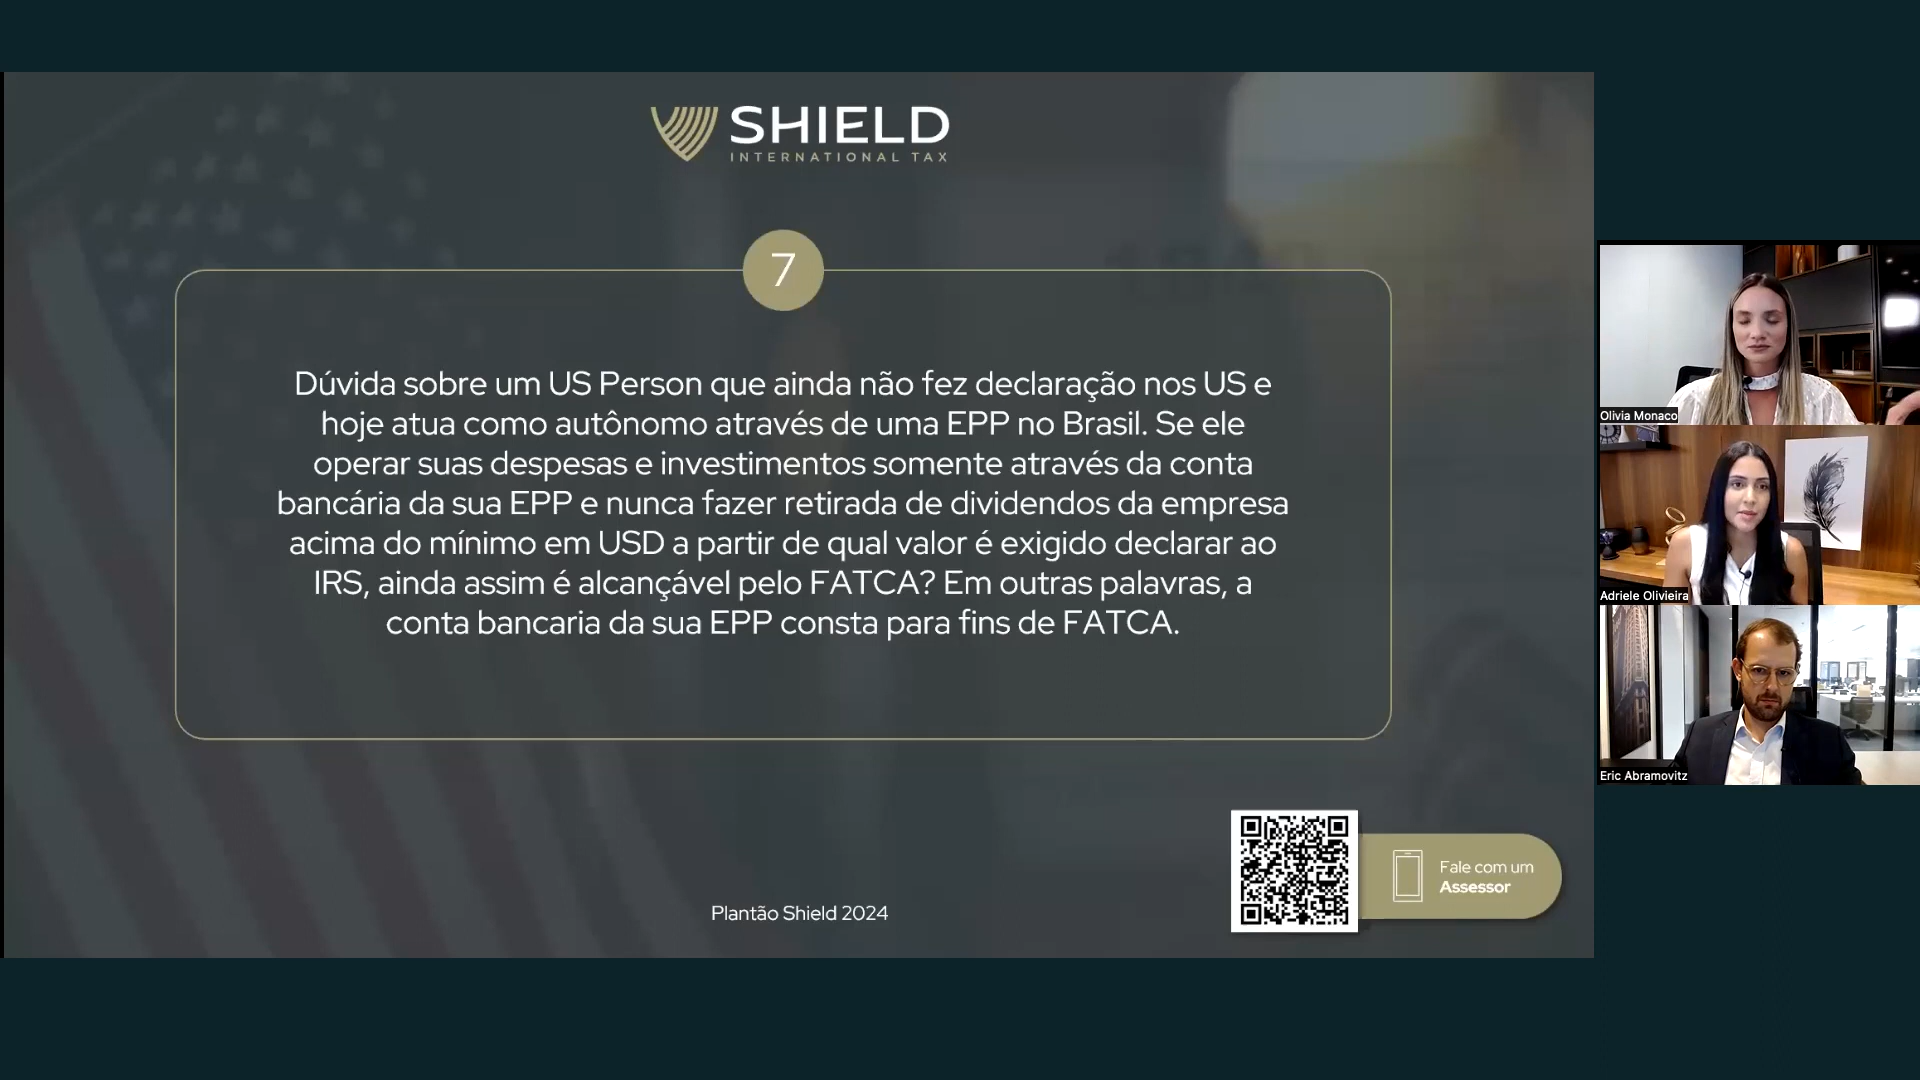 SHIELD
INTERNATIONAL TAX
7
Dúvida sobre um US Person que ainda não fez declaração nos US e
hoje atua como autônomo através de uma EPP no Brasil. Se ele
operar suas despesas e investimentos somente através da conta
bancária da sua EPP e nunca fazer retirada de dividendos da empresa
acima do mínimo em USD a partir de qual valor é exigido declarar ao
IRS, ainda assim é alcançável pelo FATCA? Em outras palavras, a
conta bancaria da sua EPP consta para fins de FATCA.
Plantão Shield 2024
Fale com um
Assessor
Olivia Monaco
Adriele Olivieira
Eric Abramovitz